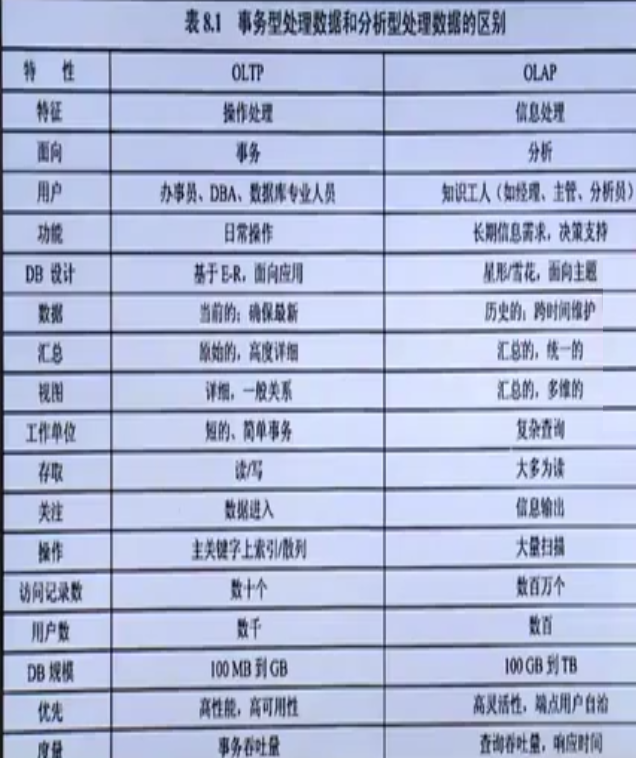 表 8.1 事务型处理数据和分析型处理数据的区别
特 性 OLTP OLAP
特征 操作处理 信息处理
面向 事务 分析
用户 办事员、DBA、数据库专业人员 知识工人（如经理、主管、分析员）
功能 日常操作 长期信息需求，决策支持
DB 设计 基于 E-R，面向应用 星形/雪花，面向主题
数据 当前的；确保最新 历史的；跨时间维护
汇总 原始的，高度详细 汇总的，统一的
视图 详细，一般关系 汇总的，多维的
工作单位 短的、简单事务 复杂查询
存取 读/写 大多为读
关注 数据进入 信息输出
操作 主关键字上索引/散列 大量扫描
访问记录数 数十个 数百万个
用户数 数千 数百
DB 规模 100 MB 到 GB 100 GB 到 TB
优先 高性能，高可用性 高灵活性，端点用户自治
度量 事务吞吐量 查询吞吐量，响应时间